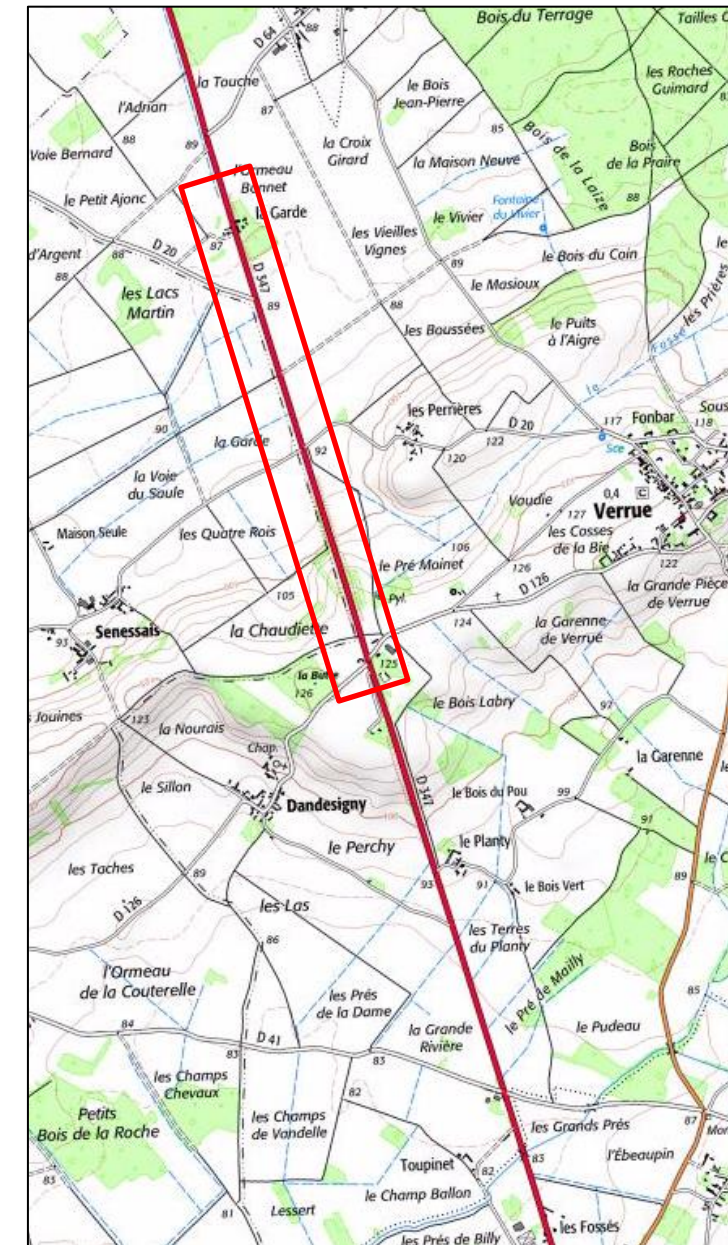 Bois du Terrage
Tailles
D 64
88
la Touche
les Roches
Guimard
l'Adrian
87
le Bois
Jean-Pierre
88
89
85
Bois de la Laize
Voie Bernard
la Croix
Girard
la Maison Neuve
Bois
de la Praire
l'Ormeau
Bonnet
88
le Petit Ajonc
la Garde
le Vivier
Fontaine
du Vivier
97
les Vieilles
Vignes
d'Argent
D 20
88
88
D 347
89
le Bois du Coin
les Lacs
Martin
89
le Masioux
les Prières
88
les Boussées
le Puits
à l'Aigre
Fosse
le
les Perrières
D 20
117
Fonbar
118
Sous
90
la Garde
92
122
Sce
120
la Voie
du Saule
Vaudie
0,4
C
Verrue
127
les Cosses
de la Bie
Maison Seule
les Quatre Rois
106
le Pré Moinet
126
122
105
Pyl.
D 126
la Grande Pièce
de Verrue
Senessais
la Chaudiette
124
la Garenne
de Verrue
93
125
la Butte
126
le Bois Labry
Jouines
123
la Nourais
97
Chap.
la Garenne
le Sillon
D 347
le Bois du Pou
99
Dandesigny
91
le Perchy
le Planty
les Taches
89
93
91
le Bois Vert
89
D 126
les Las
les Terres
du Planty
86
le Pré de Mailly
l'Ormeau
de la Couterelle
les Prés
de la Dame
85
84
la Grande
Rivière
le Pudeau
D 41
83
83
les Champs
Chevaux
82
Petits
Bois de la Roche
les Champs
de Vandelle
les Grands Prés
87
Mor
83
l'Ébeaupin
Toupinet
82
83
le Champ Ballon
81
Lessert
les Fossés
les Prés de Billy